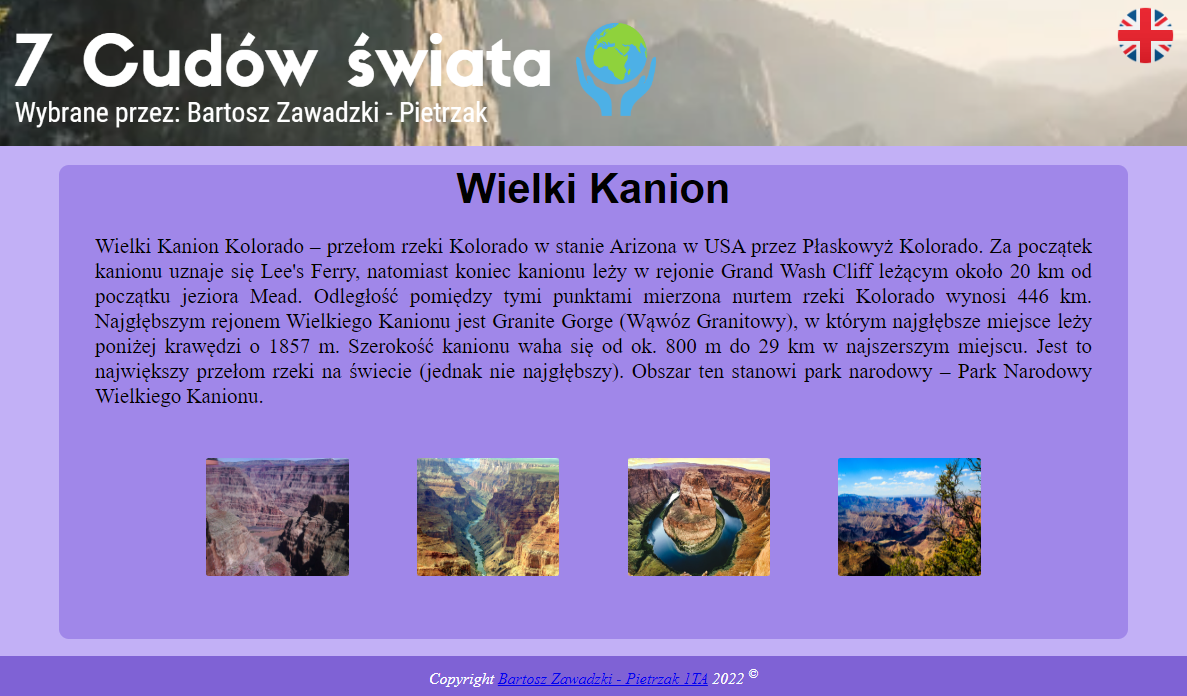 7 Cudów świata
Wybrane przez: Bartosz Zawadzki - Pietrzak
Wielki Kanion
Wielki Kanion Kolorado – przełom rzeki Kolorado w stanie Arizona w USA przez Płaskowyż Kolorado. Za początek
kanionu uznaje się Lee's Ferry, natomiast koniec kanionu leży w rejonie Grand Wash Cliff leżącym około 20 km od
początku jeziora Mead. Odległość pomiędzy tymi punktami mierzona nurtem rzeki Kolorado wynosi 446 km.
Najgłębszym rejonem Wielkiego Kanionu jest Granite Gorge (Wąwóz Granitowy), w którym najgłębsze miejsce leży
poniżej krawędzi o 1857 m. Szerokość kanionu waha się od ok. 800 m do 29 km w najszerszym miejscu. Jest to
największy przełom rzeki na świecie (jednak nie najgłębszy). Obszar ten stanowi park narodowy – Park Narodowy
Wielkiego Kanionu.
Copyright Bartosz Zawadzki - Pietrzak 1TA 2022 ©